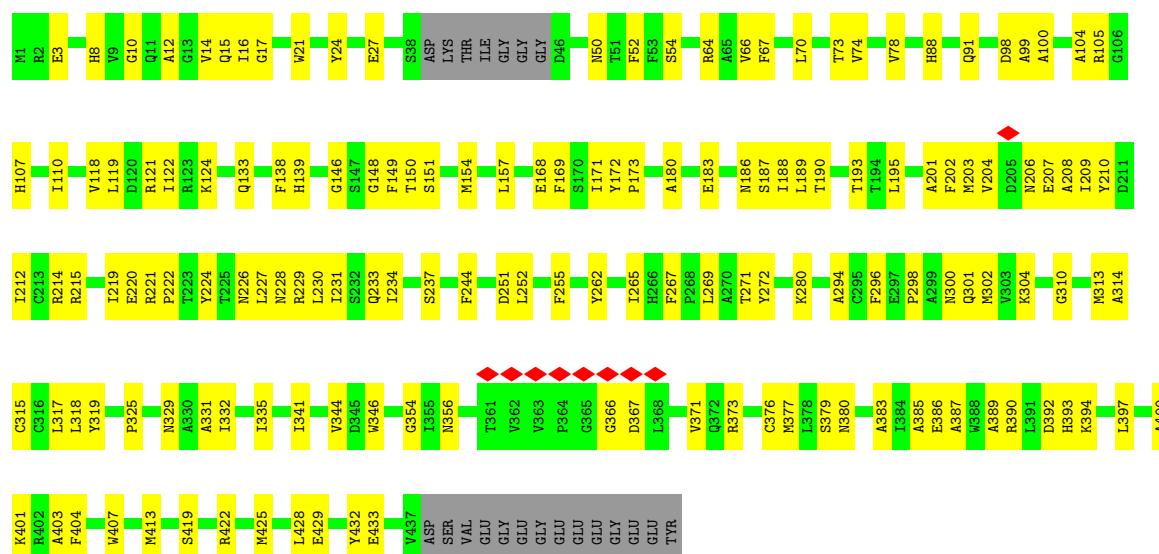 M1 R2 E3 H8 V9 G10 Q11 A12 G13 V14 Q15 I16 G17 W21 Y24 E27 S38 ASP LYS THR ILE GLY GLY GLY D46 N50 T51 F52 F53 S54 R64 A65 V66 F67 L70 T73 V74 V78 H88 Q91 D98 A99 A100 A104 R105 G106
H107 I110 V118 L119 D120 R121 I122 R123 K124 Q133 F138 H139 G146 S147 G148 F149 T150 S151 M154 L157 E168 F169 S170 I171 Y172 P173 A180 E183 N186 S187 I188 L189 T190 T193 T194 L195 A201 F202 M203 V204 D205 N206 E207 A208 I209 Y210 D211
I212 C213 R214 R215 I219 E220 R221 P222 T223 Y224 T225 N226 L227 N228 R229 L230 I231 S232 Q233 I234 S237 F244 D251 L252 F255 Y262 I265 H266 F267 P268 L269 A270 T271 Y272 K280 A294 C295 F296 E297 P298 A299 N300 Q301 M302 V303 K304 G310 M313 A314
C315 C316 L317 L318 Y319 P325 N329 A330 A331 I332 I335 I341 V344 D345 W346 G354 I355 N356 T361 V362 V363 P364 G365 G366 D367 L368 V371 Q372 R373 C376 M377 L378 S379 N380 A383 I384 A385 E386 A387 W388 A389 R390 L391 D392 H393 K394 L397
K401 R402 A403 F404 W407 M413 S419 R422 M425 L428 E429 Y432 E433 V437 ASP SER VAL GLU GLY GLU GLY GLU GLU GLU GLY GLU GLU TYR